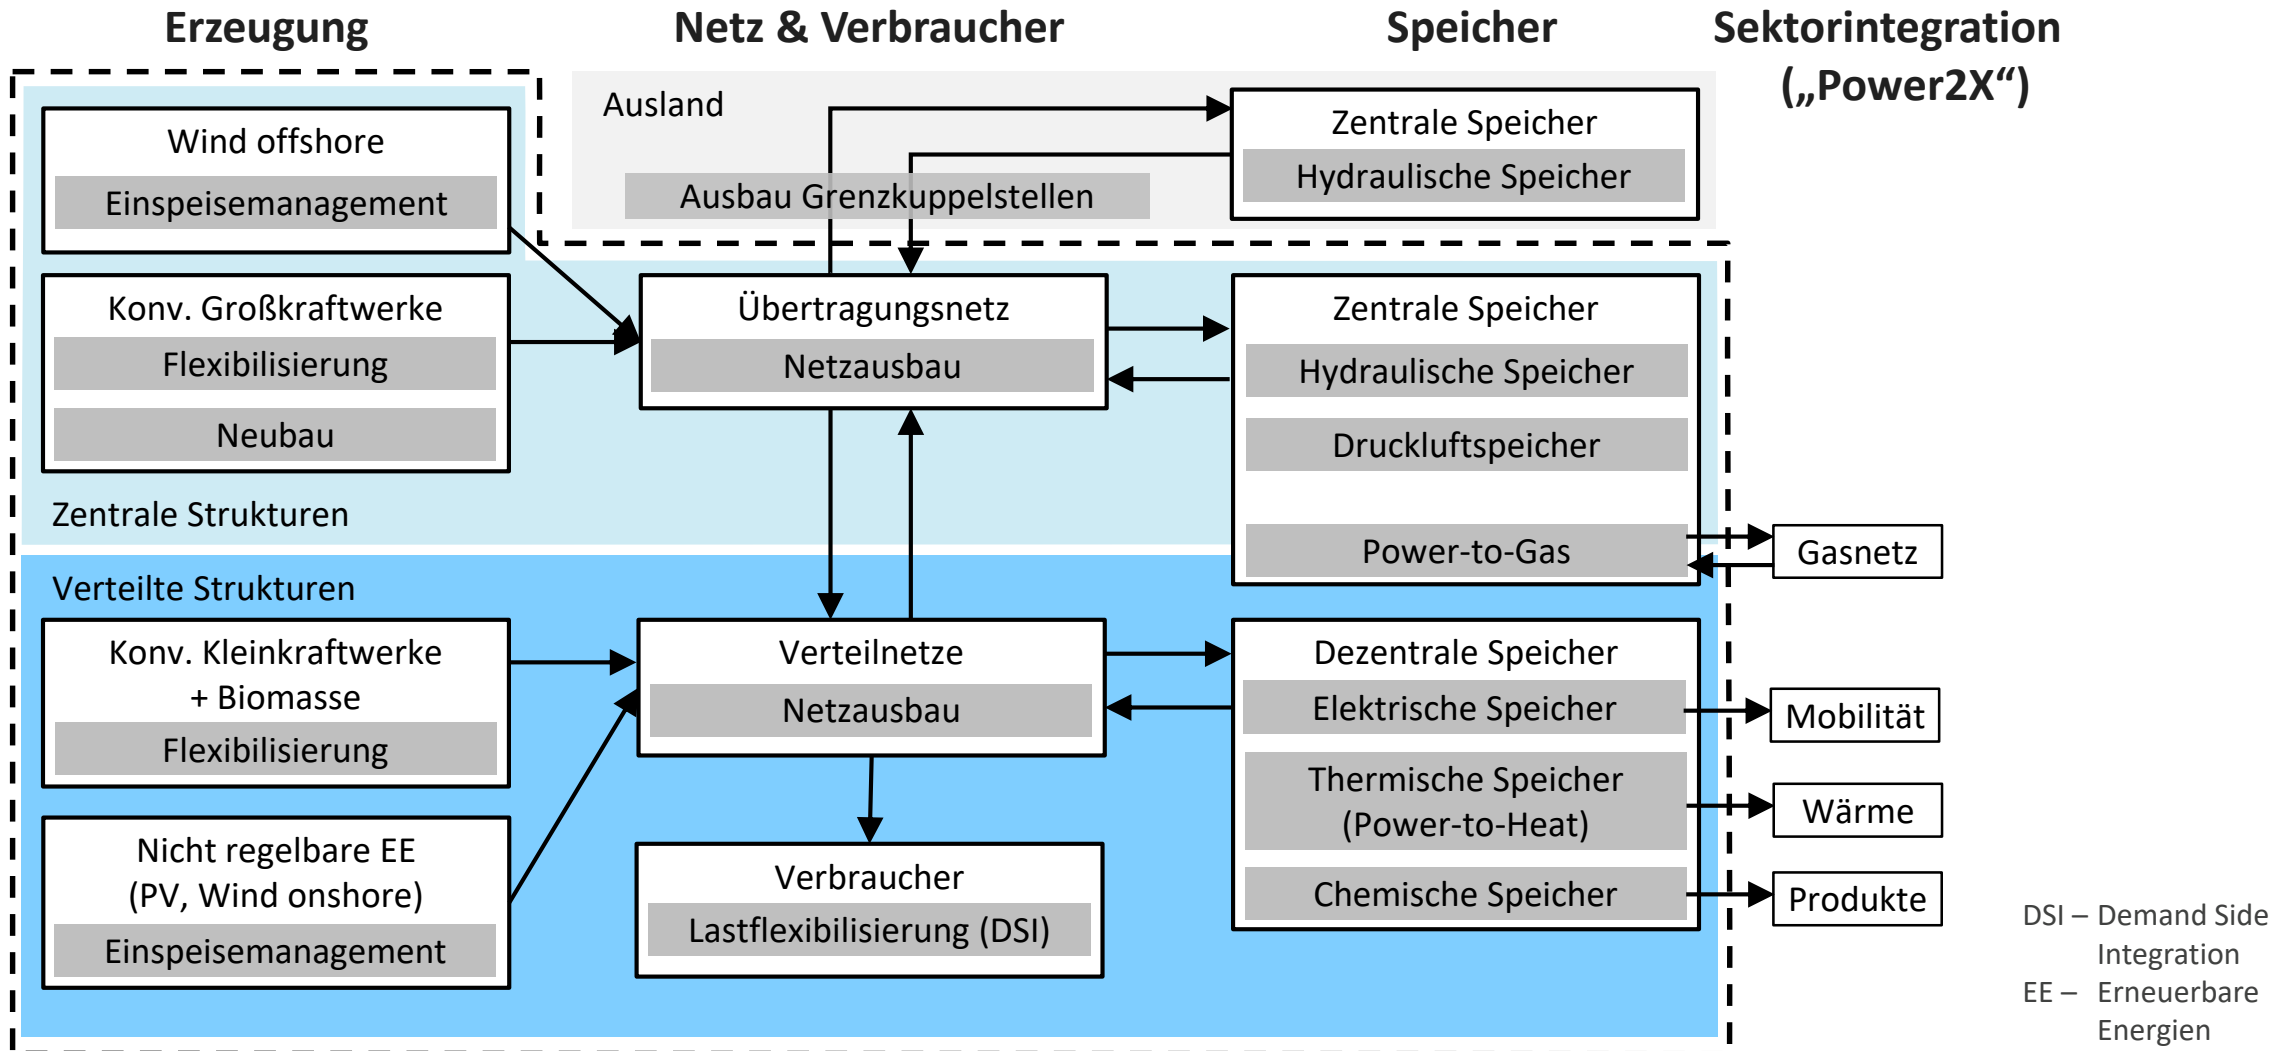 Erzeugung
Netz & Verbraucher
Speicher
Sektorintegration
(„Power2X“)
Wind offshore
Einspeisemanagement
Konv. Großkraftwerke
Flexibilisierung
Neubau
Zentrale Strukturen
Ausland
Ausbau Grenzkuppelstellen
Zentrale Speicher
Hydraulische Speicher
Übertragungsnetz
Netzausbau
Zentrale Speicher
Hydraulische Speicher
Druckluftspeicher
Power-to-Gas
Gasnetz
Verteilte Strukturen
Konv. Kleinkraftwerke
+ Biomasse
Flexibilisierung
Nicht regelbare EE
(PV, Wind onshore)
Einspeisemanagement
Verteilnetze
Netzausbau
Verbraucher
Lastflexibilisierung (DSI)
Dezentrale Speicher
Elektrische Speicher
Thermische Speicher
(Power-to-Heat)
Chemische Speicher
Mobilität
Wärme
Produkte
DSI – Demand Side
Integration
EE – Erneuerbare
Energien